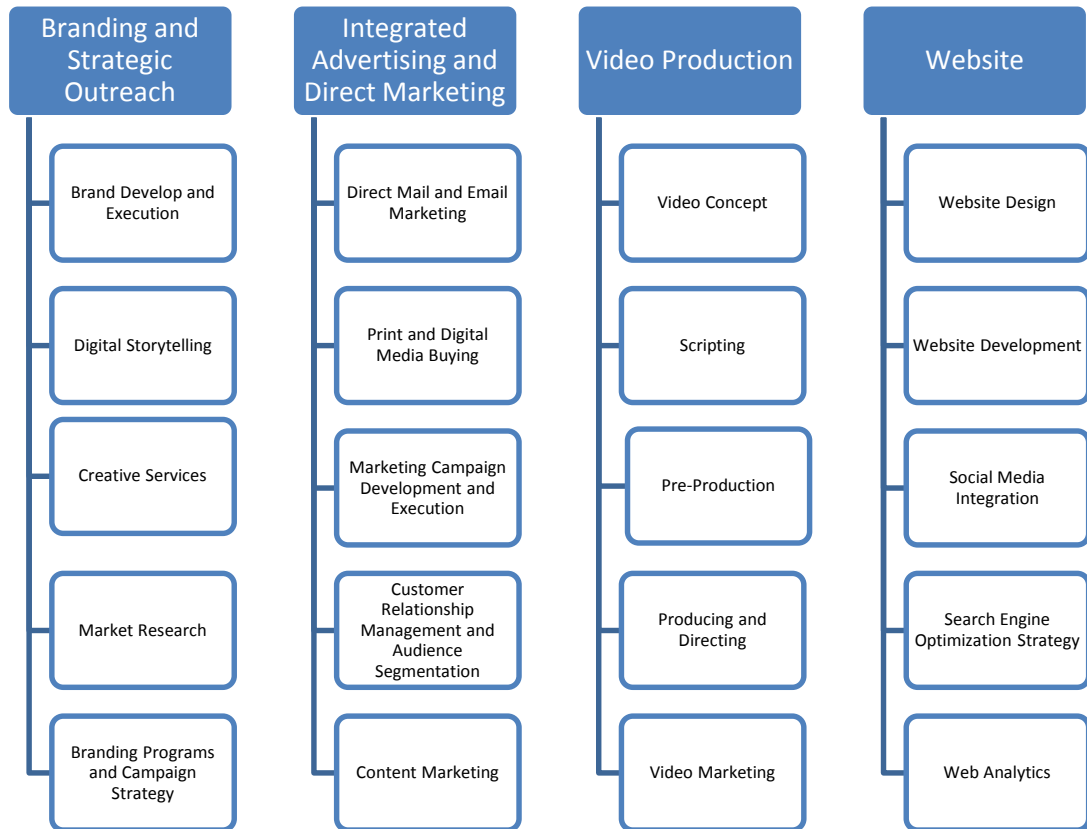 Branding and
Strategic
Outreach
Brand Develop and
Execution
Digital Storytelling
Creative Services
Market Research
Branding Programs
and Campaign
Strategy
Integrated
Advertising and
Direct Marketing
Direct Mail and Email
Marketing
Print and Digital
Media Buying
Marketing Campaign
Development and
Execution
Customer
Relationship
Management and
Audience
Segmentation
Content Marketing
Video Production
Video Concept
Scripting
Pre-Production
Producing and
Directing
Video Marketing
Website
Website Design
Website Development
Social Media
Integration
Search Engine
Optimization Strategy
Web Analytics